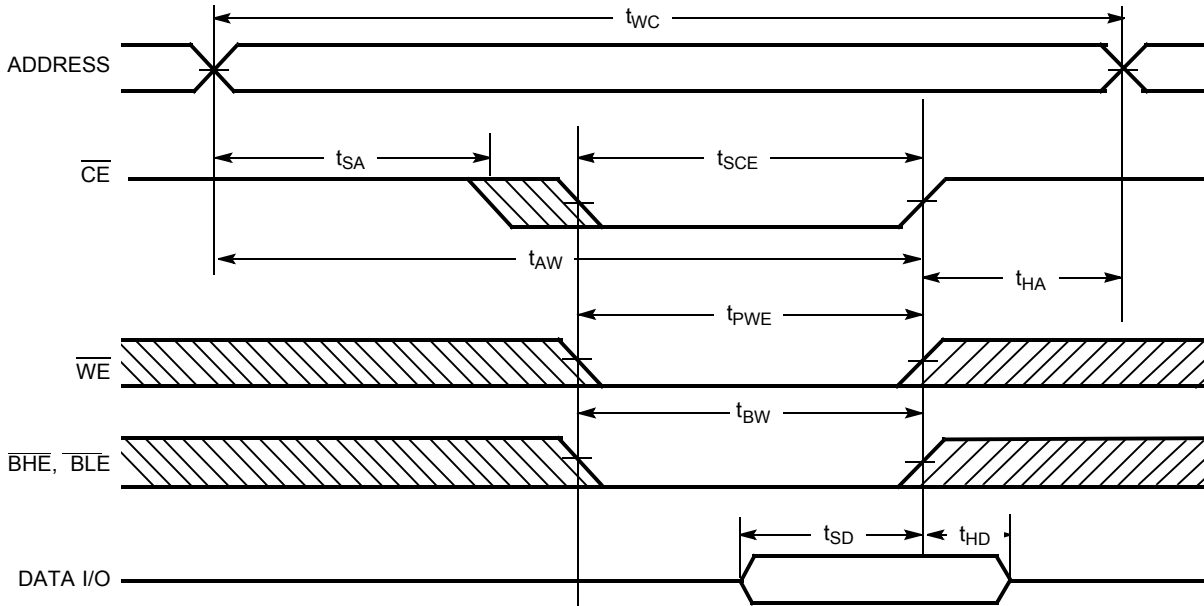 tWC
ADDRESS
tSA
tSCE
CE
tAW
tHA
tPWE
WE
tBW
BHE, BLE
tSD
tHD
DATA I/O